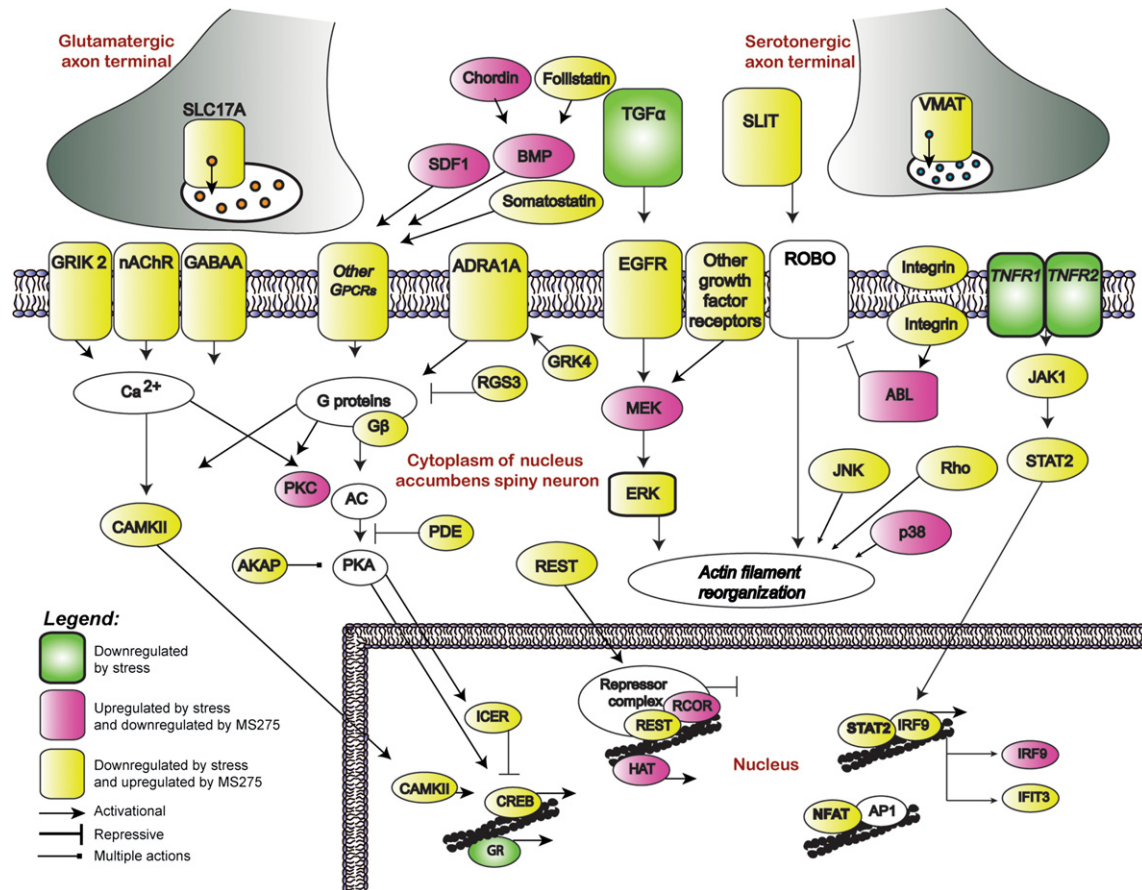 Glutamatergic
axon terminal
SLC17A
Chordin
Follistatin
TGFα
SLIT
Serotonergic
axon terminal
VMAT
SDF1
BMP
Somatostatin
GRIK 2
nAChR
GABAA
Other
GPCRs
ADRA1A
EGFR
Other
growth
factor
receptors
ROBO
Integrin
Integrin
TNFR1
TNFR2
GRK4
RGS3
Ca2+
G proteins
Gβ
MEK
ABL
JAK1
PKC
AC
Cytoplasm of nucleus
accumbens spiny neuron
ERK
JNK
Rho
STAT2
CAMKII
PDE
p38
AKAP
PKA
REST
Actin filament
reorganization
Legend:
Downregulated
by stress
Upregulated by stress
and downregulated by MS275
Downregulated by stress
and upregulated by MS275
Activational
Repressive
Multiple actions
Repressor
complex
RCOR
REST
HAT
ICER
CAMKII
CREB
GR
Nucleus
STAT2
IRF9
IRF9
IFIT3
NFAT
AP1